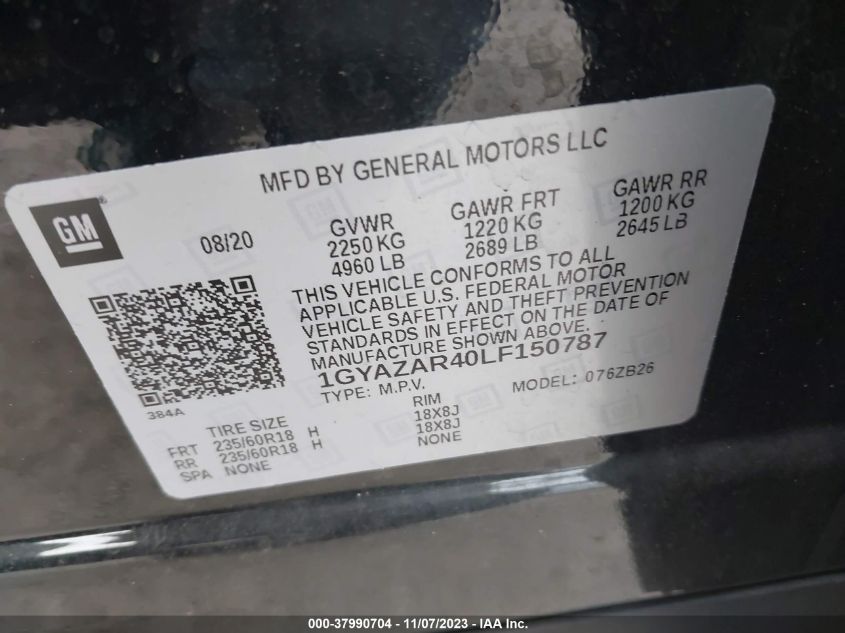 MFD BY GENERAL MOTORS LLC
GM
08/20
GVWR
2250 KG
4960 LB
GAWR FRT
1220 KG
2689 LB
GAWR RR
1200 KG
2645 LB
THIS VEHICLE CONFORMS TO ALL
APPLICABLE U.S. FEDERAL MOTOR
VEHICLE SAFETY AND THEFT PREVENTION
STANDARDS IN EFFECT ON THE DATE OF
MANUFACTURE SHOWN ABOVE.
1GYAZAR40LF150787
TYPE: M.P.V. MODEL: 076ZB26
384A
TIRE SIZE RIM
FRT 235/60R18 H 18X8J
RR 235/60R18 H 18X8J
SPA NONE NONE
000-37990704 - 11/07/2023 - IAA Inc.